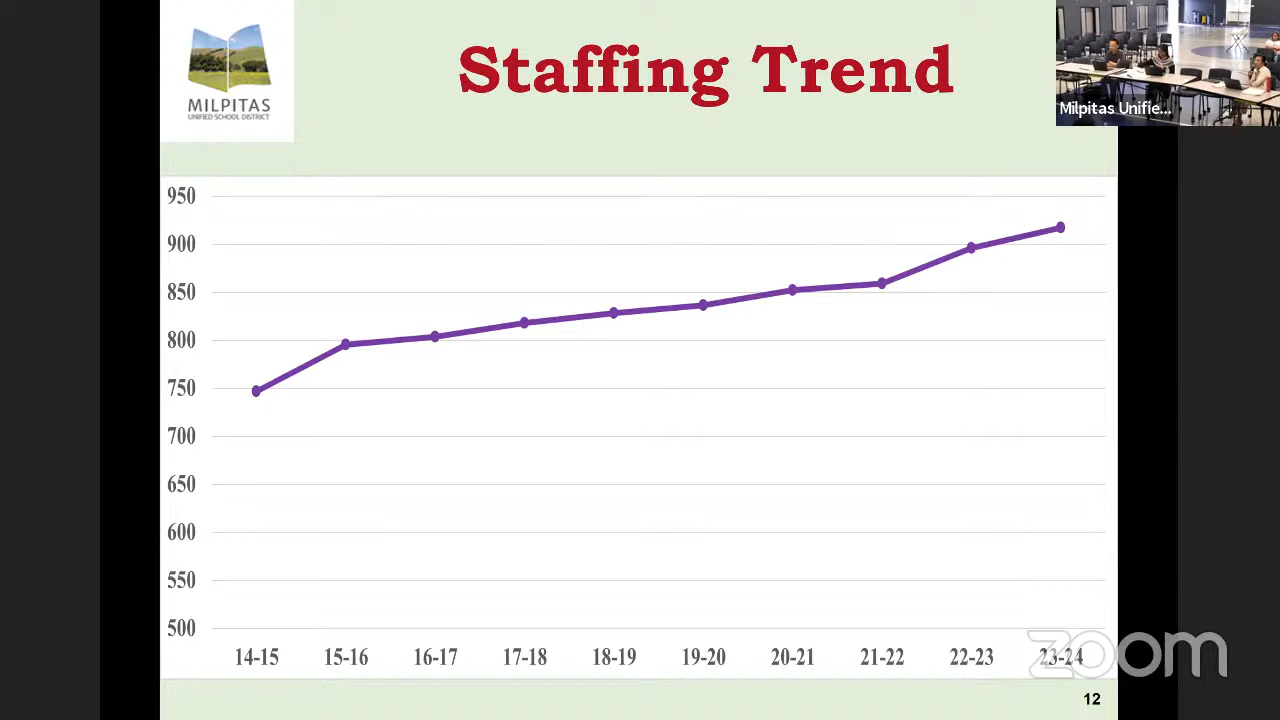 Staffing Trend
MILPITAS
UNIFIED SCHOOL DISTRICT
Milpitas Unifie...
950
900
850
800
750
700
650
600
550
500
14-15 15-16 16-17 17-18 18-19 19-20 20-21 21-22 22-23 23-24
zoom
12